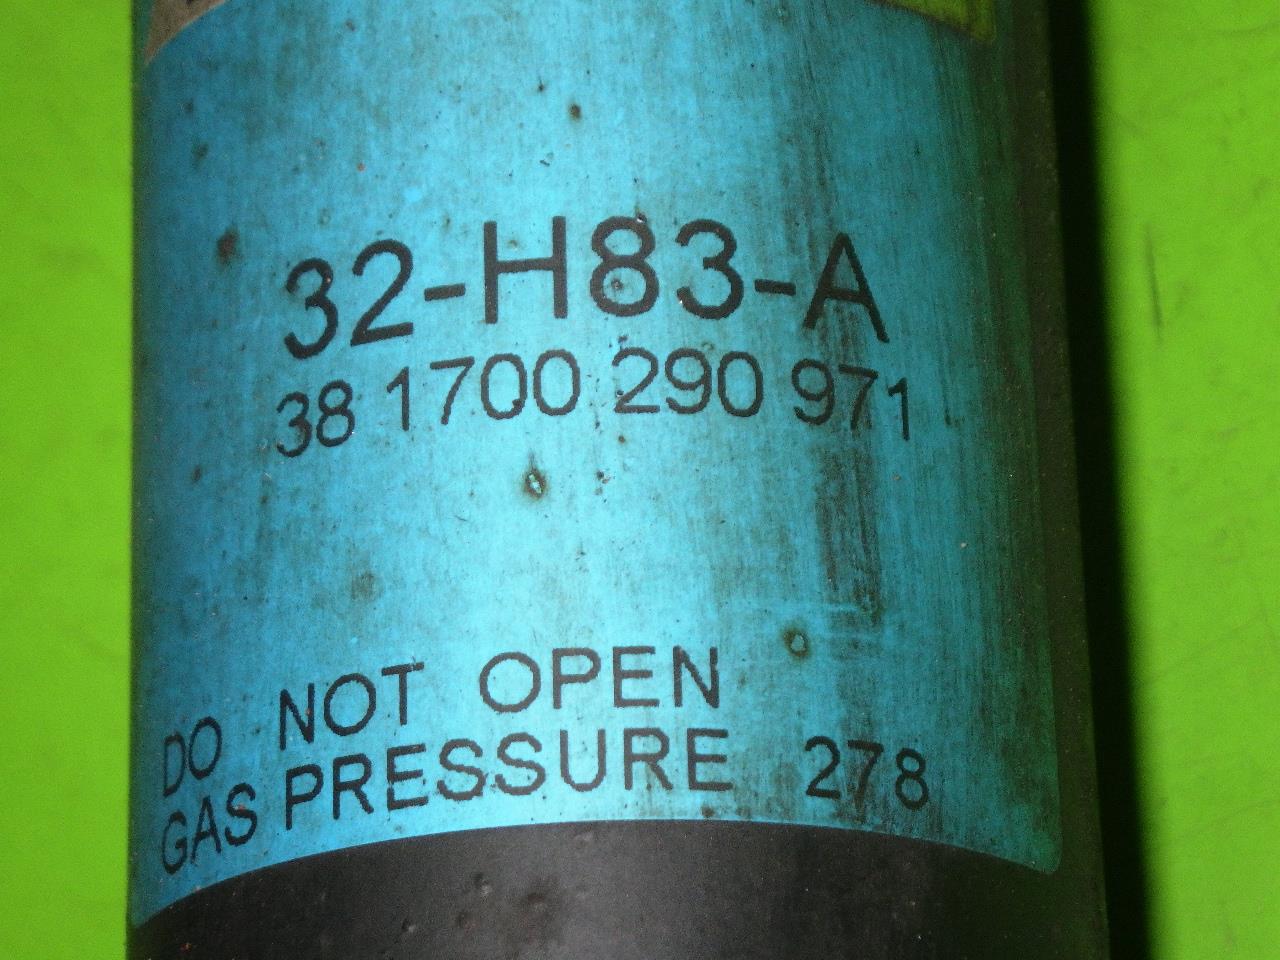 32-H83-A
38 1700 290 971
DO NOT OPEN
GAS PRESSURE 278